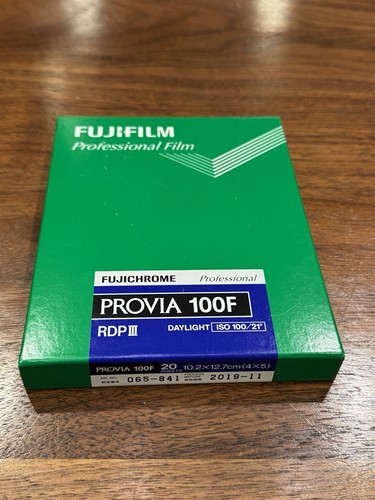 FUJIFILM
Professional Film
FUJICHROME Professional
PROVIA 100F
RDPIII DAYLIGHT ISO 100/21°
PROVIA 100F 20 SHEETS 10.2×12.7cm(4×5)
065-841 2019-11